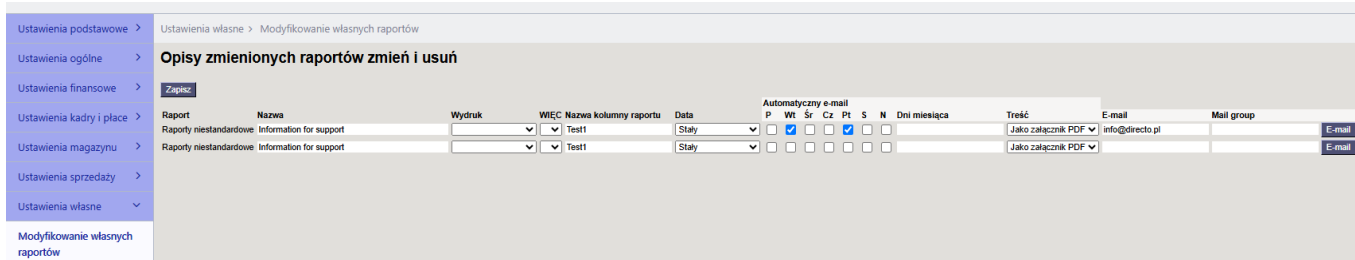 Ustawienia podstawowe
Ustawienia ogólne
Ustawienia finansowe
Ustawienia kadry i płace
Ustawienia magazynu
Ustawienia sprzedaży
Ustawienia własne
Modyfikowanie własnych
raportów
Ustawienia własne > Modyfikowanie własnych raportów
Opisy zmienionych raportów zmień i usuń
Zapisz
Automatyczny e-mail
Raport Nazwa Wydruk WIĘC Nazwa kolumny raportu Data P Wt Śr Cz Pt S N Dni miesiąca Treść E-mail Mail group
Raporty niestandardowe Information for support Test1 Stały Jako załącznik PDF info@directo.pl E-mail
Raporty niestandardowe Information for support Test1 Stały Jako załącznik PDF E-mail